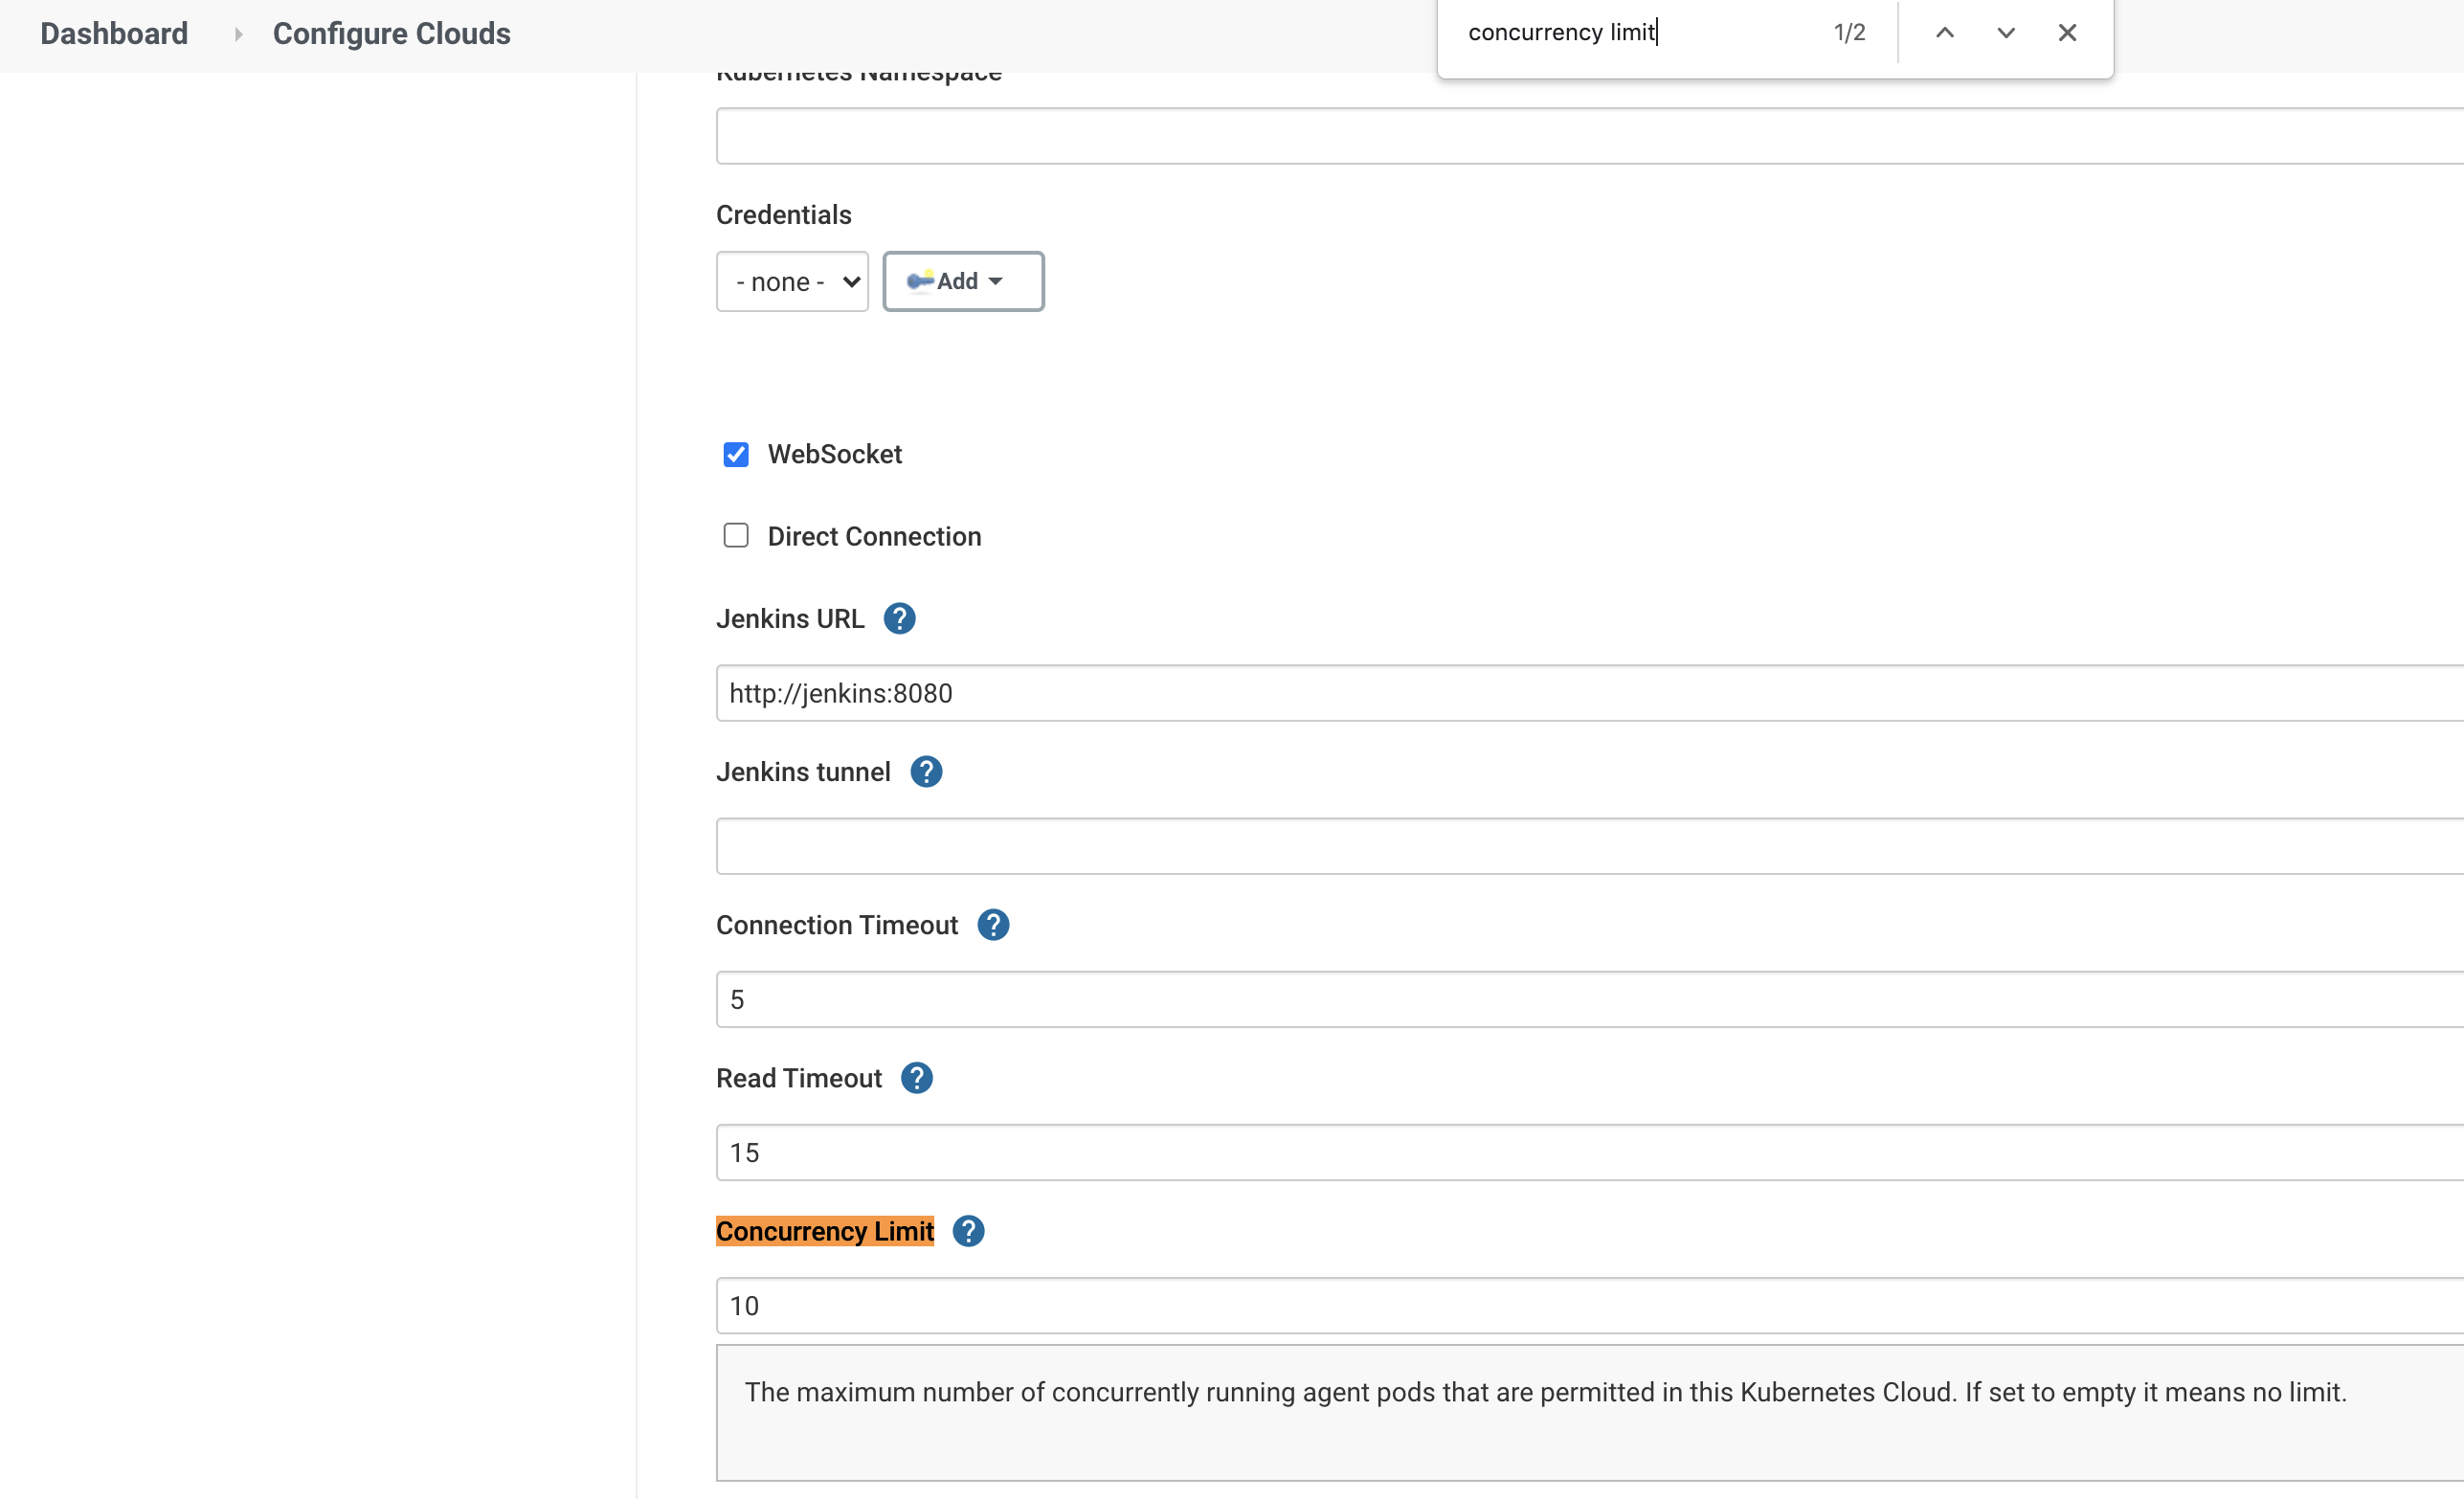 Dashboard
Configure Clouds
concurrency limit
1/2
Kubernetes Namespace
Credentials
- none -
Add
WebSocket
Direct Connection
Jenkins URL ?
http://jenkins:8080
Jenkins tunnel ?
Connection Timeout ?
5
Read Timeout ?
15
Concurrency Limit ?
10
The maximum number of concurrently running agent pods that are permitted in this Kubernetes Cloud. If set to empty it means no limit.